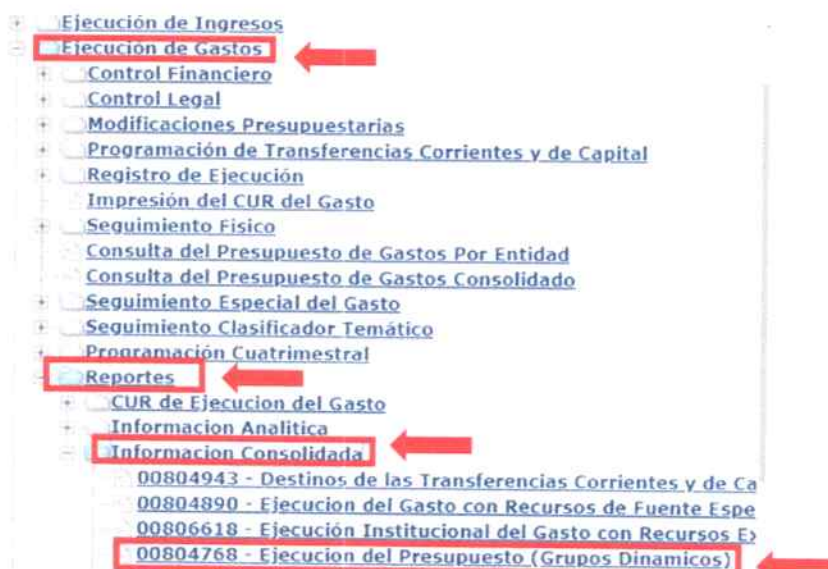 Ejecución de Ingresos
Ejecución de Gastos
Control Financiero
Control Legal
Modificaciones Presupuestarias
Programación de Transferencias Corrientes y de Capital
Registro de Ejecución
Impresión del CUR del Gasto
Seguimiento Fisico
Consulta del Presupuesto de Gastos Por Entidad
Consulta del Presupuesto de Gastos Consolidado
Seguimiento Especial del Gasto
Seguimiento Clasificador Temático
Programación Cuatrimestral
Reportes
CUR de Ejecucion del Gasto
Informacion Analitica
Informacion Consolidada
00804943 - Destinos de las Transferencias Corrientes y de Ca
00804890 - Ejecucion del Gasto con Recursos de Fuente Espe
00806618 - Ejecución Institucional del Gasto con Recursos Ex
00804768 - Ejecucion del Presupuesto (Grupos Dinamicos)